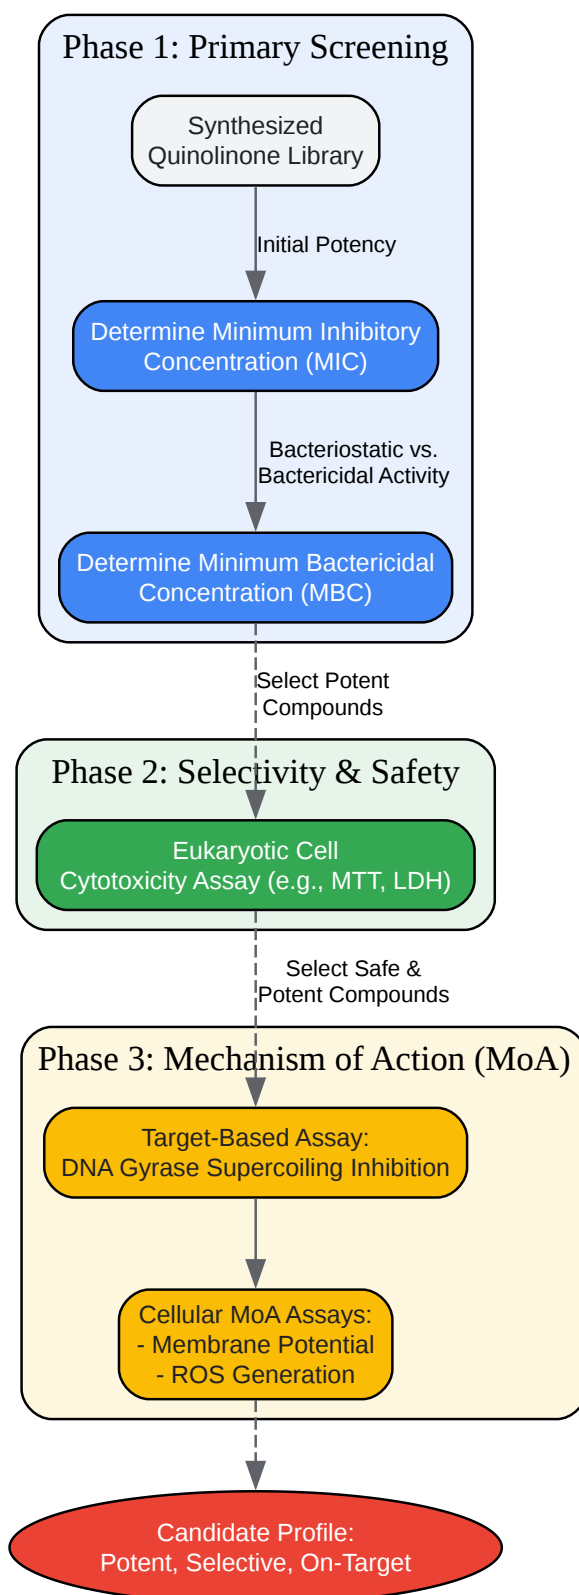 Phase 1: Primary Screening
Synthesized
Quinolinone Library
Initial Potency
Determine Minimum Inhibitory
Concentration (MIC)
Bacteriostatic vs.
Bactericidal Activity
Determine Minimum Bactericidal
Concentration (MBC)
Select Potent
Compounds
Phase 2: Selectivity & Safety
Eukaryotic Cell
Cytotoxicity Assay (e.g., MTT, LDH)
Select Safe &
Potent Compounds
Phase 3: Mechanism of Action (MoA)
Target-Based Assay:
DNA Gyrase Supercoiling Inhibition
Cellular MoA Assays:
- Membrane Potential
- ROS Generation
Candidate Profile:
Potent, Selective, On-Target